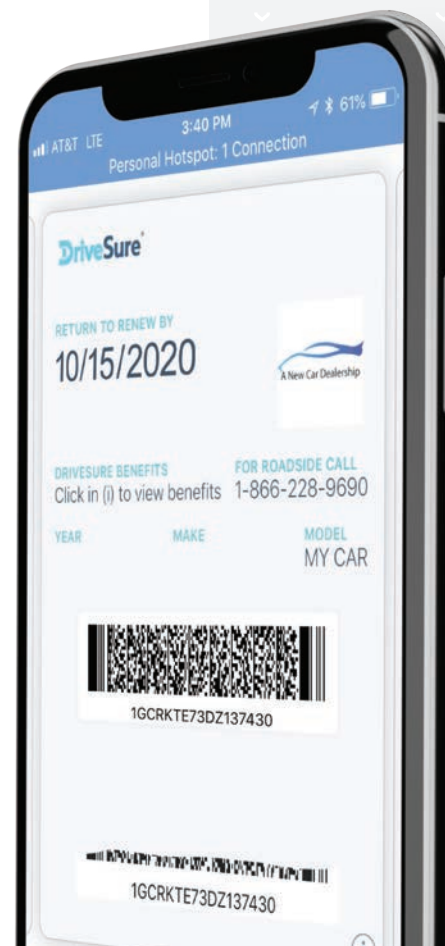 AT&T LTE 3:40 PM 61%
Personal Hotspot: 1 Connection
DriveSure
RETURN TO RENEW BY
10/15/2020
A New Car Dealership
DRIVESURE BENEFITS FOR ROADSIDE CALL
Click in (i) to view benefits 1-866-228-9690
YEAR MAKE MODEL
MY CAR
1GCRKTE73DZ137430
1GCRKTE73DZ137430